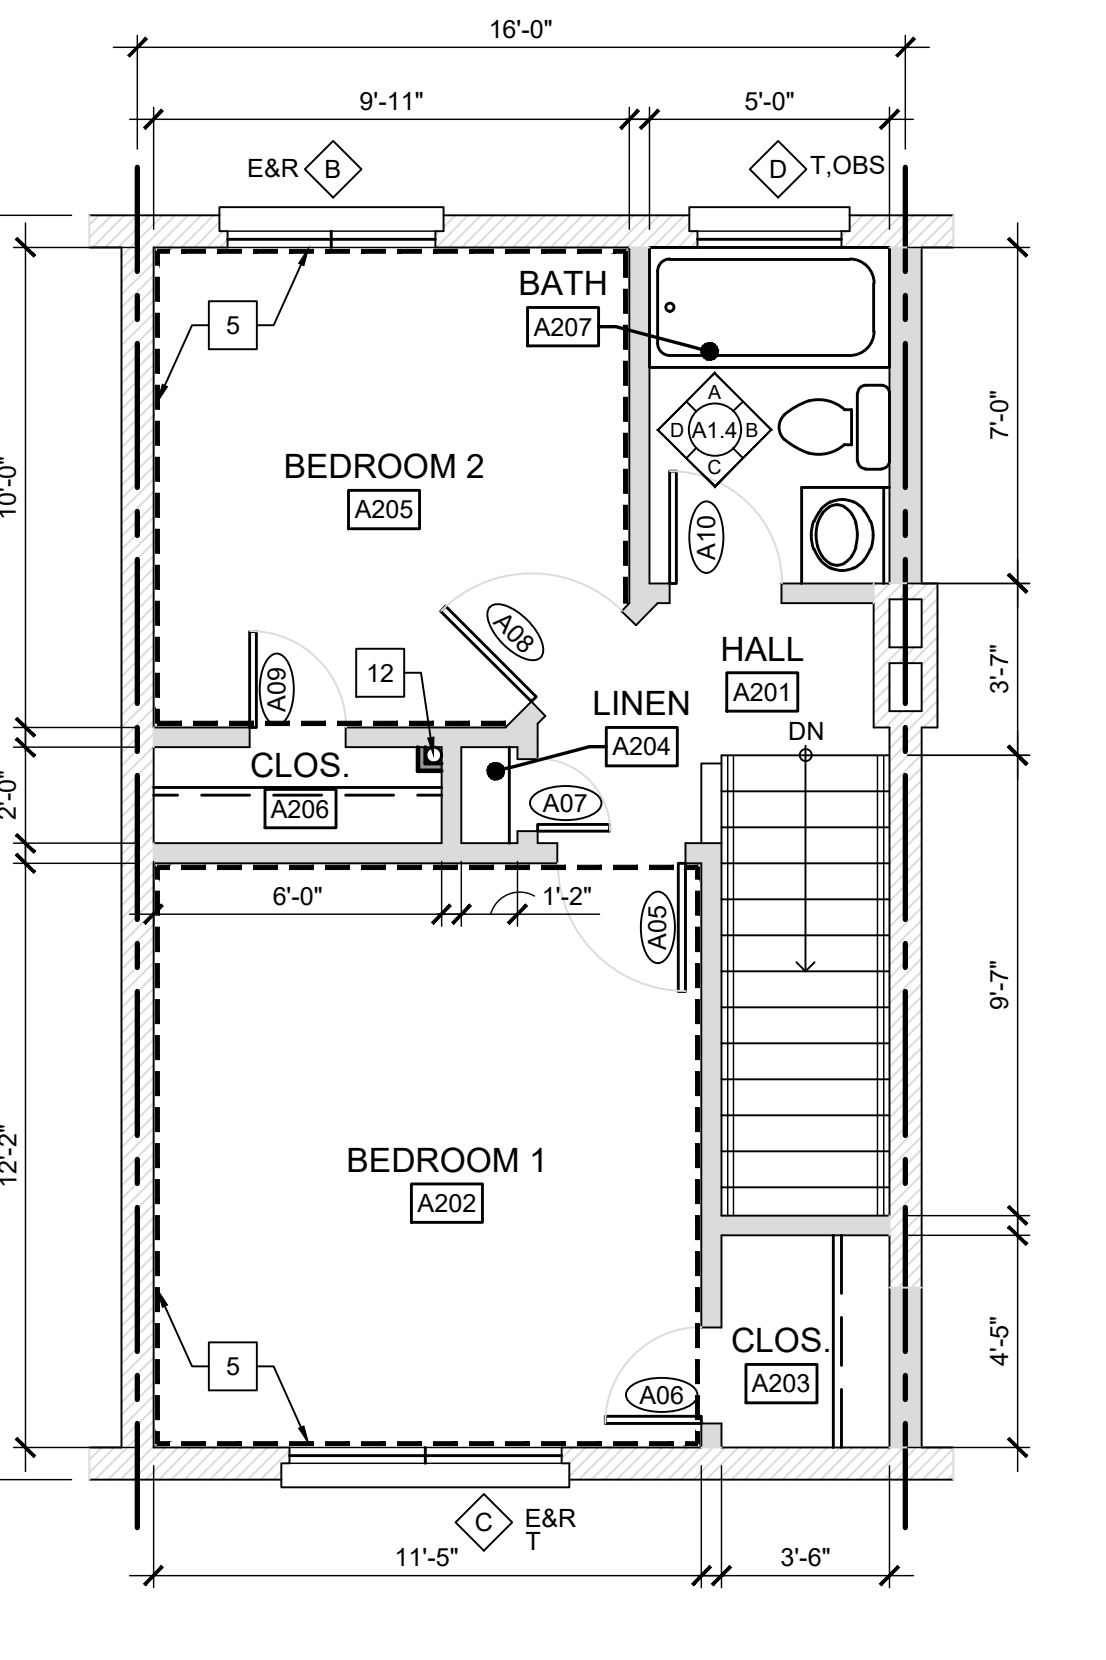 16'-0"
9'-11"
5'-0"
E&R
B
D
T,OBS
BATH
A207
5
A
D
A1.4
B
C
7'-0"
BEDROOM 2
A205
10'-0"
A10
A08
HALL
A201
3'-7"
12
A09
LINEN
A204
DN
CLOS.
A206
2'-0"
A07
6'-0"
1'-2"
A05
9'-7"
12'-2"
BEDROOM 1
A202
5
CLOS.
A203
4'-5"
A06
C
E&R
T
11'-5"
3'-6"